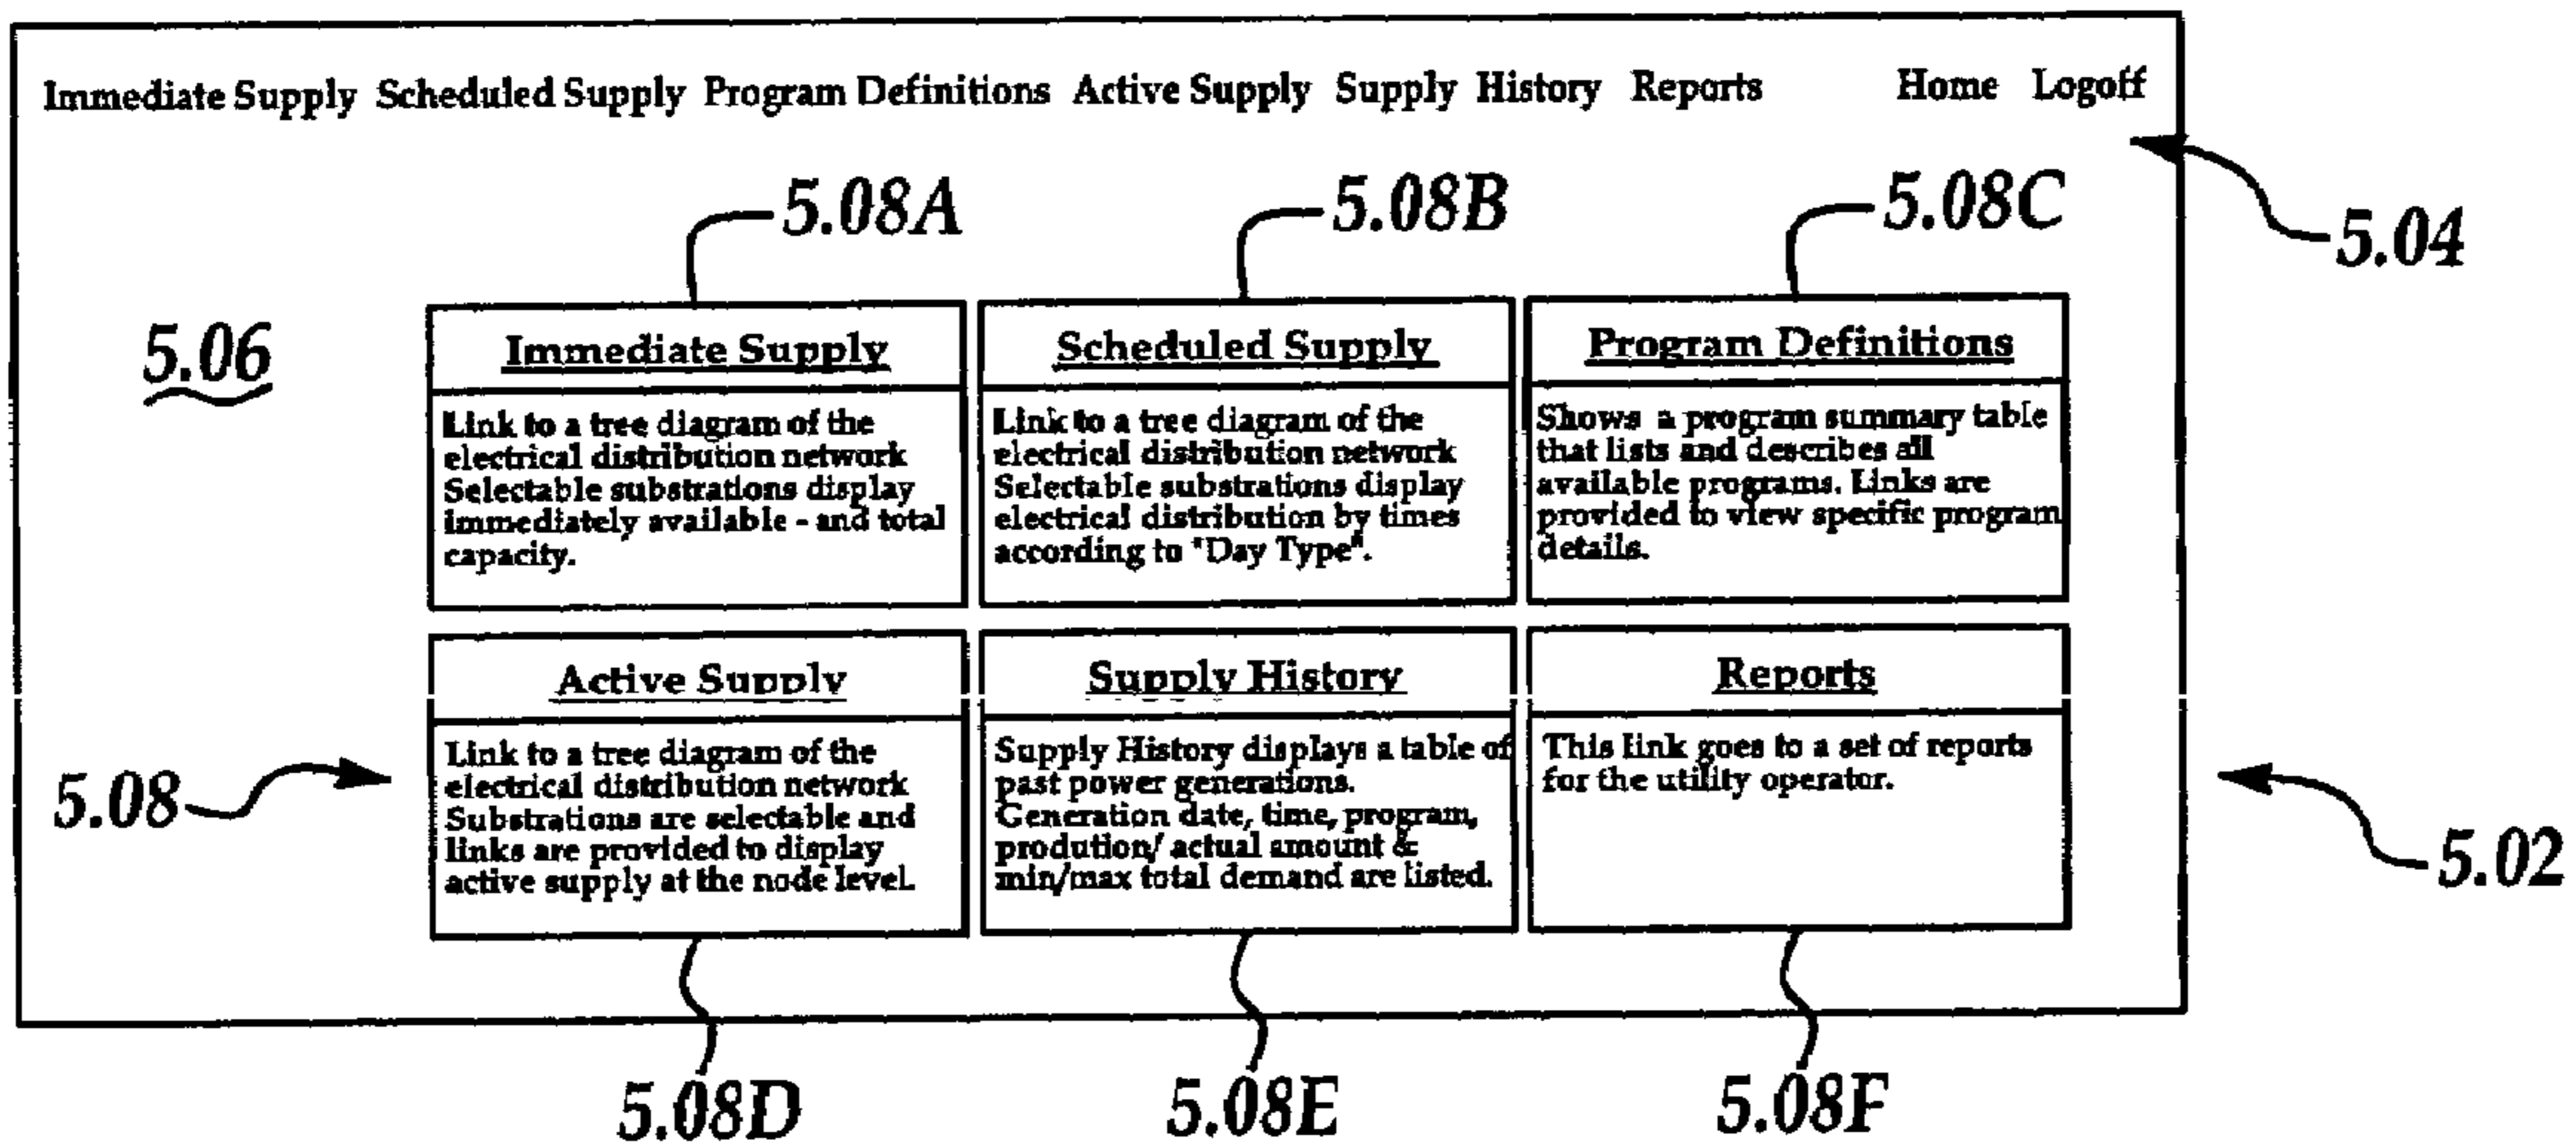 Immediate Supply Scheduled Supply Program Definitions Active Supply Supply History Reports Home Logoff
5.08A
5.08B
5.08C
5.04
5.06
Immediate Supply
Link to a tree diagram of the
electrical distribution network
Selectable substrations display
immediately available - and total
capacity.
Scheduled Supply
Link to a tree diagram of the
electrical distribution network
Selectable substrations display
electrical distribution by times
according to "Day Type".
Program Definitions
Shows a program summary table
that lists and describes all
available programs. Links are
provided to view specific program
details.
5.08
Active Supply
Link to a tree diagram of the
electrical distribution network
Substrations are selectable and
links are provided to display
active supply at the node level.
Supply History
Supply History displays a table of
past power generations.
Generation date, time, program,
prodution/ actual amount &
min/max total demand are listed.
Reports
This link goes to a set of reports
for the utility operator.
5.02
5.08D
5.08E
5.08F